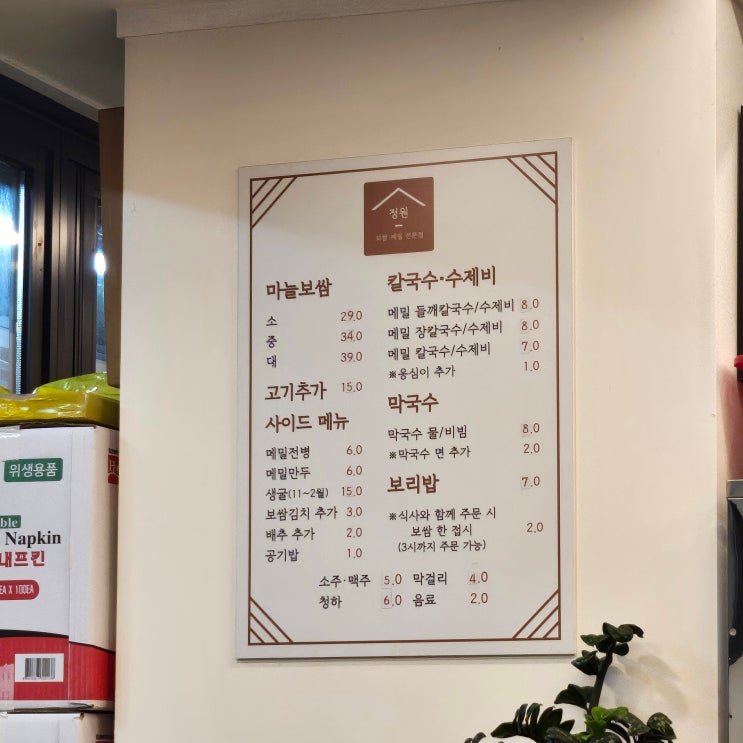 정원
보쌈·메밀 전문점
마늘보쌈
소 29.0
중 34.0
대 39.0
고기추가 15.0
사이드 메뉴
메밀전병 6.0
메밀만두 6.0
생굴(11~2월) 15.0
보쌈김치 추가 3.0
배추 추가 2.0
공기밥 1.0
칼국수·수제비
메밀 들깨칼국수/수제비 8.0
메밀 장칼국수/수제비 8.0
메밀 칼국수/수제비 7.0
※옹심이 추가 1.0
막국수
막국수 물/비빔 8.0
※막국수 면 추가 2.0
보리밥 7.0
※식사와 함께 주문 시
보쌈 한 접시 2.0
(3시까지 주문 가능)
소주·맥주 5.0 막걸리 4.0
청하 6.0 음료 2.0
위생용품
Napkin
내프킨
EA X 100EA